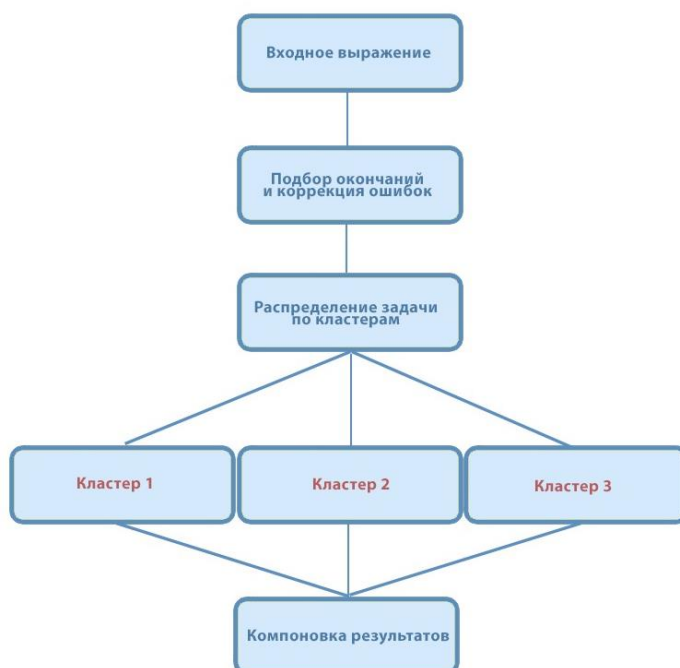 Входное выражение
Подбор окончаний
и коррекция ошибок
Распределение задачи
по кластерам
Кластер 1
Кластер 2
Кластер 3
Компоновка результатов